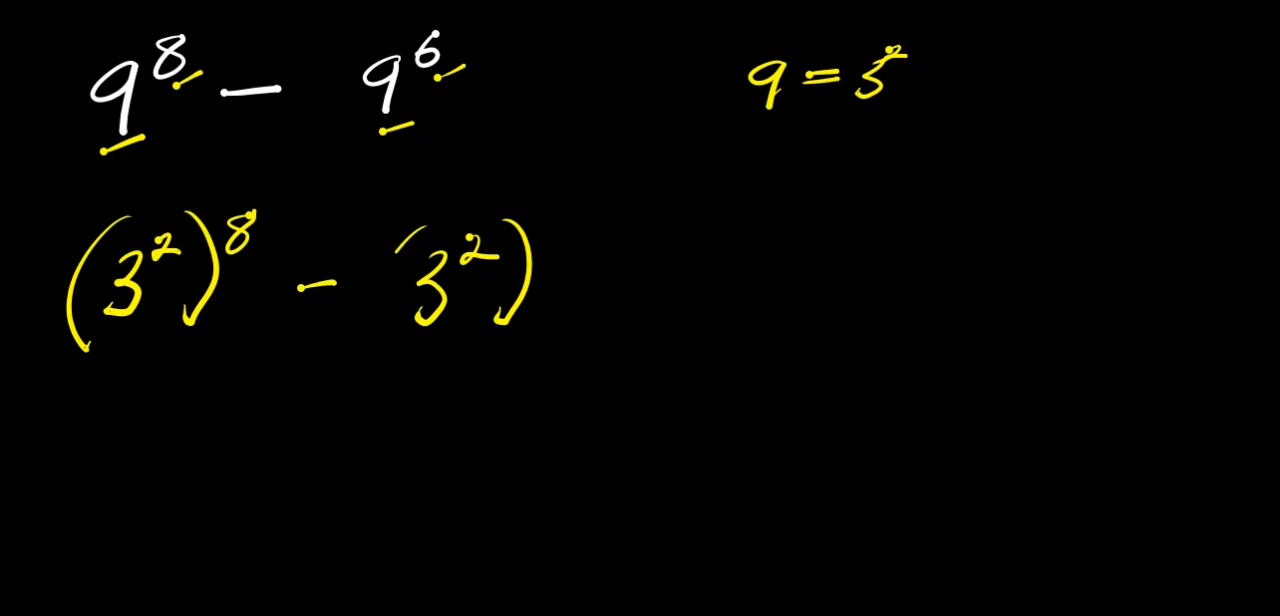 9⁸ - 9⁶ 9 = 3²
(3²)⁸ - (3²)